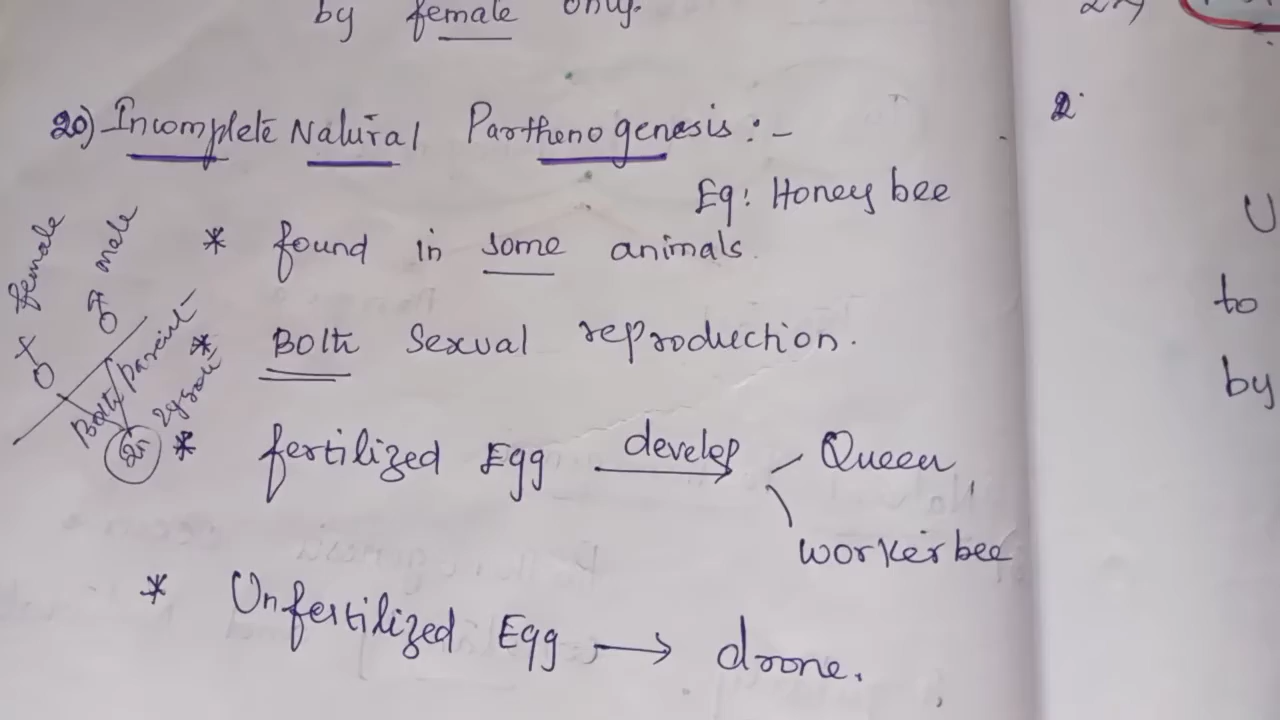 by female only.
20) Incomplete Natural Parthenogenesis :-
Eg: Honey bee
* found in some animals.
* Both Sexual reproduction.
* fertilized Egg develop Queen,
worker bee
* Unfertilized Egg → drone.
♀ female
♂ male
Both parent
2n
2
U
to
by